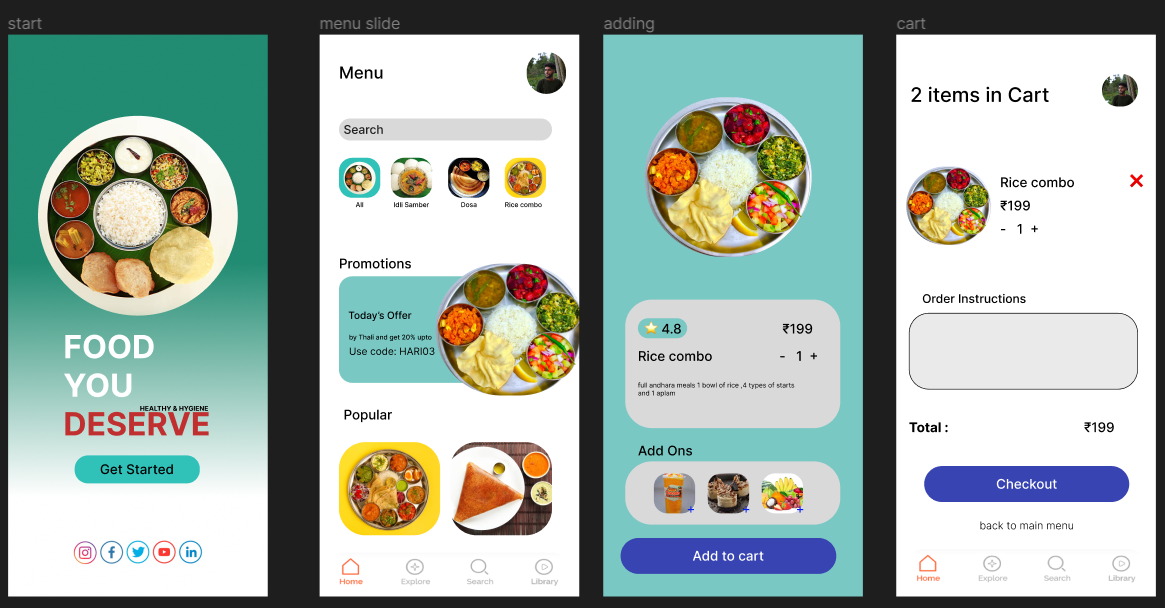 start
FOOD
YOU
HEALTHY & HYGIENE
DESERVE
Get Started
in
menu slide
Menu
Search
All Idli Samber Dosa Rice combo
Promotions
Today's Offer
by Thali and get 20% upto
Use code: HARI03
Popular
Home Explore Search Library
adding
4.8 ₹199
Rice combo - 1 +
full andhara meals 1 bowl of rice ,4 types of starts
and 1 aplam
Add Ons
+ + +
Add to cart
cart
2 items in Cart
Rice combo
₹199
- 1 +
Order Instructions
Total : ₹199
Checkout
back to main menu
Home Explore Search Library